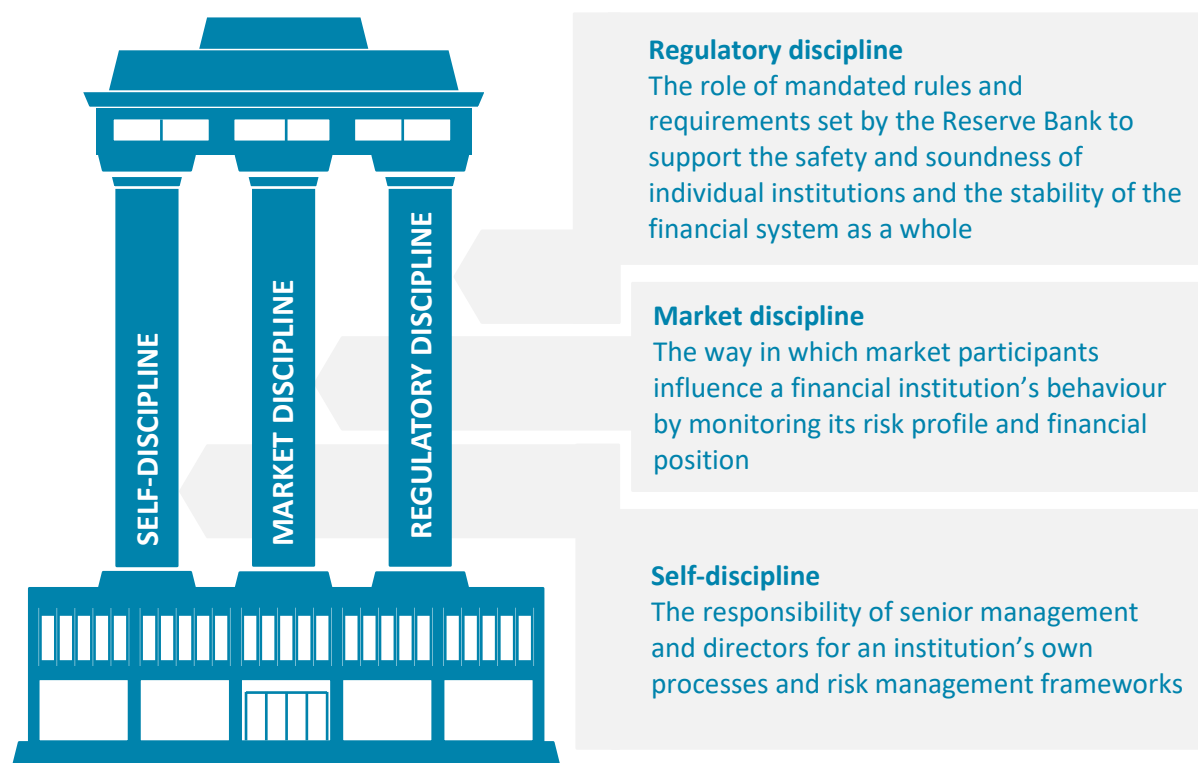 SELF-DISCIPLINE
MARKET DISCIPLINE
REGULATORY DISCIPLINE
Regulatory discipline
The role of mandated rules and
requirements set by the Reserve Bank to
support the safety and soundness of
individual institutions and the stability of the
financial system as a whole
Market discipline
The way in which market participants
influence a financial institution’s behaviour
by monitoring its risk profile and financial
position
Self-discipline
The responsibility of senior management
and directors for an institution’s own
processes and risk management frameworks